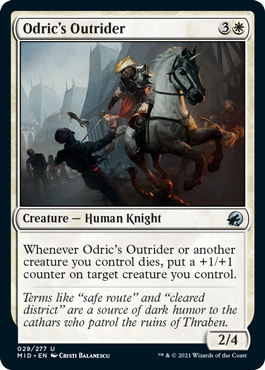 Odric's Outrider
3
Creature — Human Knight
Whenever Odric's Outrider or another
creature you control dies, put a +1/+1
counter on target creature you control.
Terms like “safe route” and “cleared
district” are a source of dark humor to the
cathars who patrol the ruins of Thraben.
2/4
029/277 U
MID • EN Cresti Balanescu
™ & © 2021 Wizards of the Coast